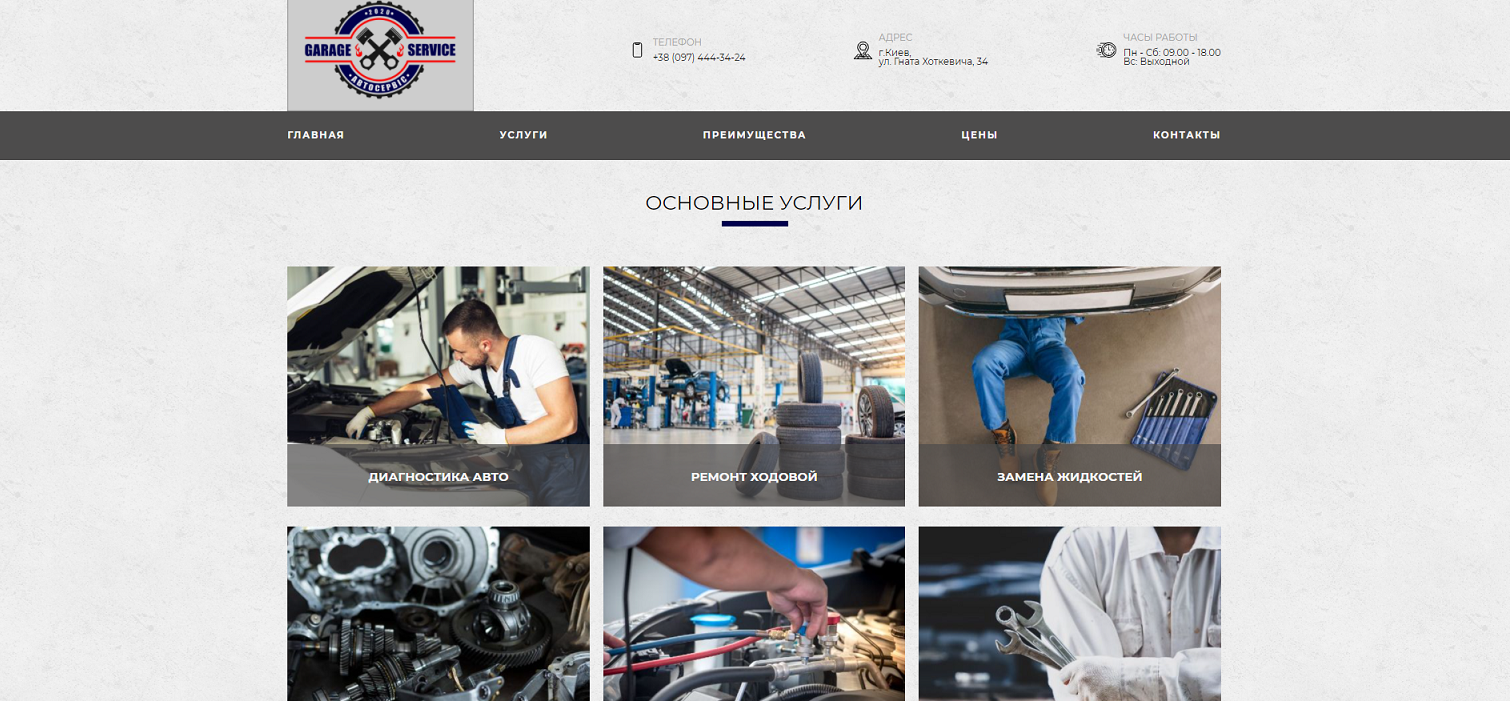 2020
GARAGE SERVICE
АВТОСЕРВІС
ТЕЛЕФОН
+38 (097) 444-34-24
АДРЕС
г.Киев,
ул. Гната Хоткевича, 34
ЧАСЫ РАБОТЫ
Пн - Сб: 09.00 - 18.00
Вс: Выходной
ГЛАВНАЯ
УСЛУГИ
ПРЕИМУЩЕСТВА
ЦЕНЫ
КОНТАКТЫ
ОСНОВНЫЕ УСЛУГИ
ДИАГНОСТИКА АВТО
РЕМОНТ ХОДОВОЙ
ЗАМЕНА ЖИДКОСТЕЙ